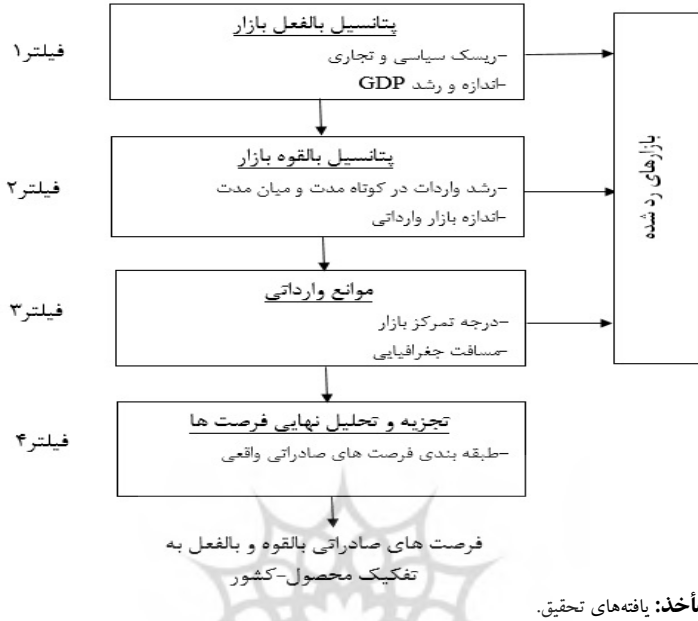 فیلتر۱
پتانسیل بالفعل بازار
-ریسک سیاسی و تجاری
-اندازه و رشد GDP
فیلتر۲
پتانسیل بالقوه بازار
-رشد واردات در کوتاه مدت و میان مدت
-اندازه بازار وارداتی
فیلتر۳
موانع وارداتی
-درجه تمرکز بازار
-مسافت جغرافیایی
فیلتر۴
تجزیه و تحلیل نهایی فرصت ها
-طبقه بندی فرصت های صادراتی واقعی
بازارهای رد شده
فرصت های صادراتی بالقوه و بالفعل به
تفکیک محصول-کشور
مأخذ: یافته‌های تحقیق.